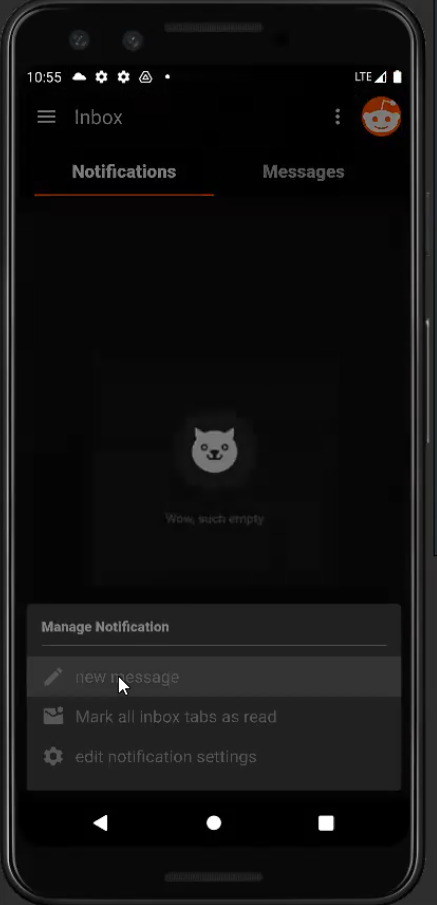 10:55
LTE
Inbox
Notifications Messages
Wow, such empty
Manage Notification
new message
Mark all inbox tabs as read
edit notification settings